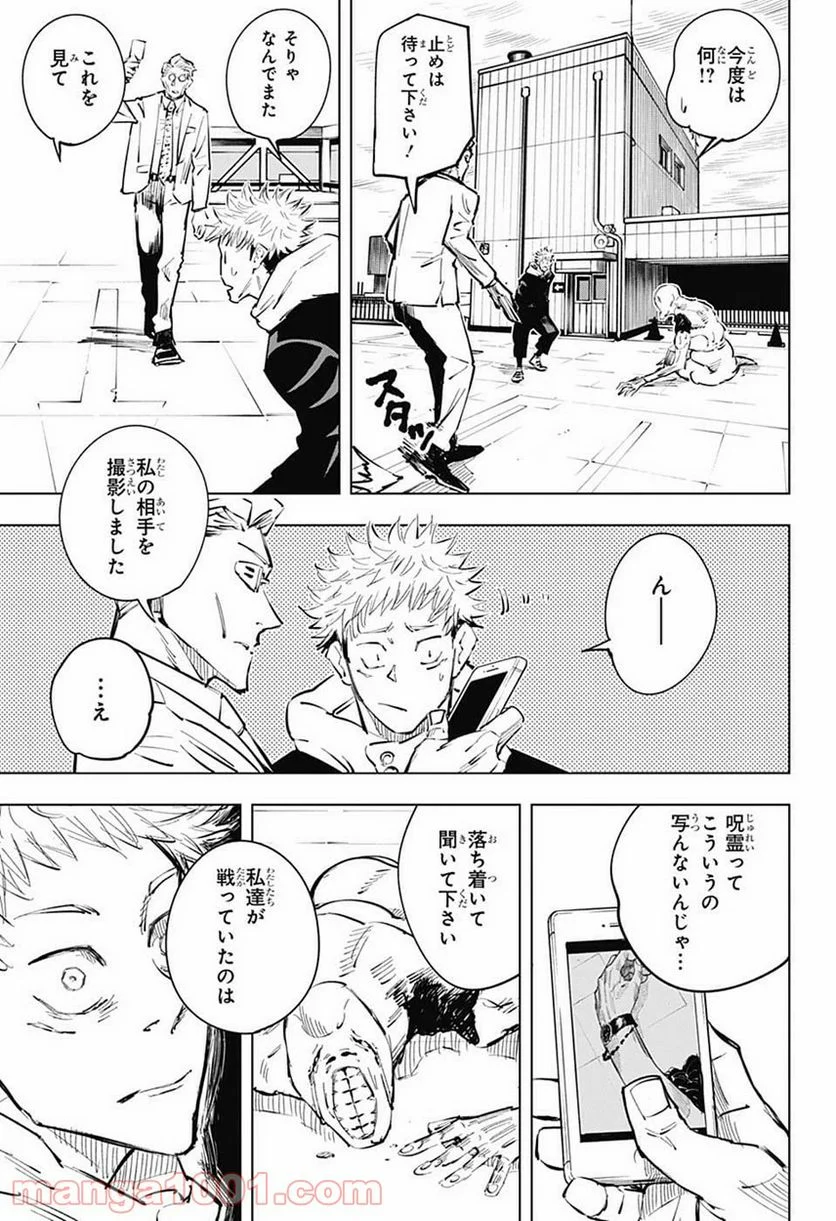 今度は
何!?
止めは
待って下さい！
スタッ
そりゃ
なんでまた
これを
見て
んー
私の相手を
撮影しました
…え
呪霊って
こういうの
写んないんじゃ…
落ち着いて
聞いて下さい
私達が
戦っていたのは
manga1001.com